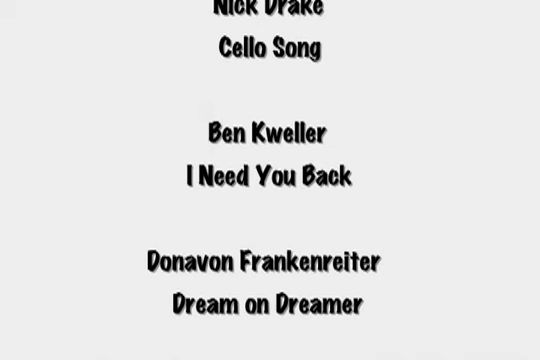 Nick Drake
Cello Song
Ben Kweller
I Need You Back
Donavon Frankenreiter
Dream on Dreamer